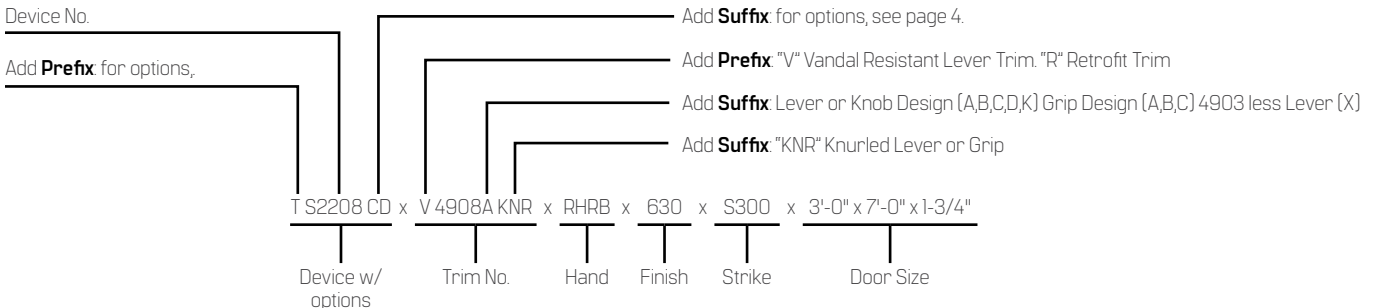 Device No.
Add Suffix: for options, see page 4.
Add Prefix: for options,.
Add Prefix: "V" Vandal Resistant Lever Trim. "R" Retrofit Trim
Add Suffix: Lever or Knob Design (A,B,C,D,K) Grip Design (A,B,C) 4903 less Lever (X)
Add Suffix: "KNR" Knurled Lever or Grip
T S2208 CD x V 4908A KNR x RHRB x 630 x S300 x 3'-0" x 7'-0" x 1-3/4"
Device w/ options
Trim No.
Hand
Finish
Strike
Door Size